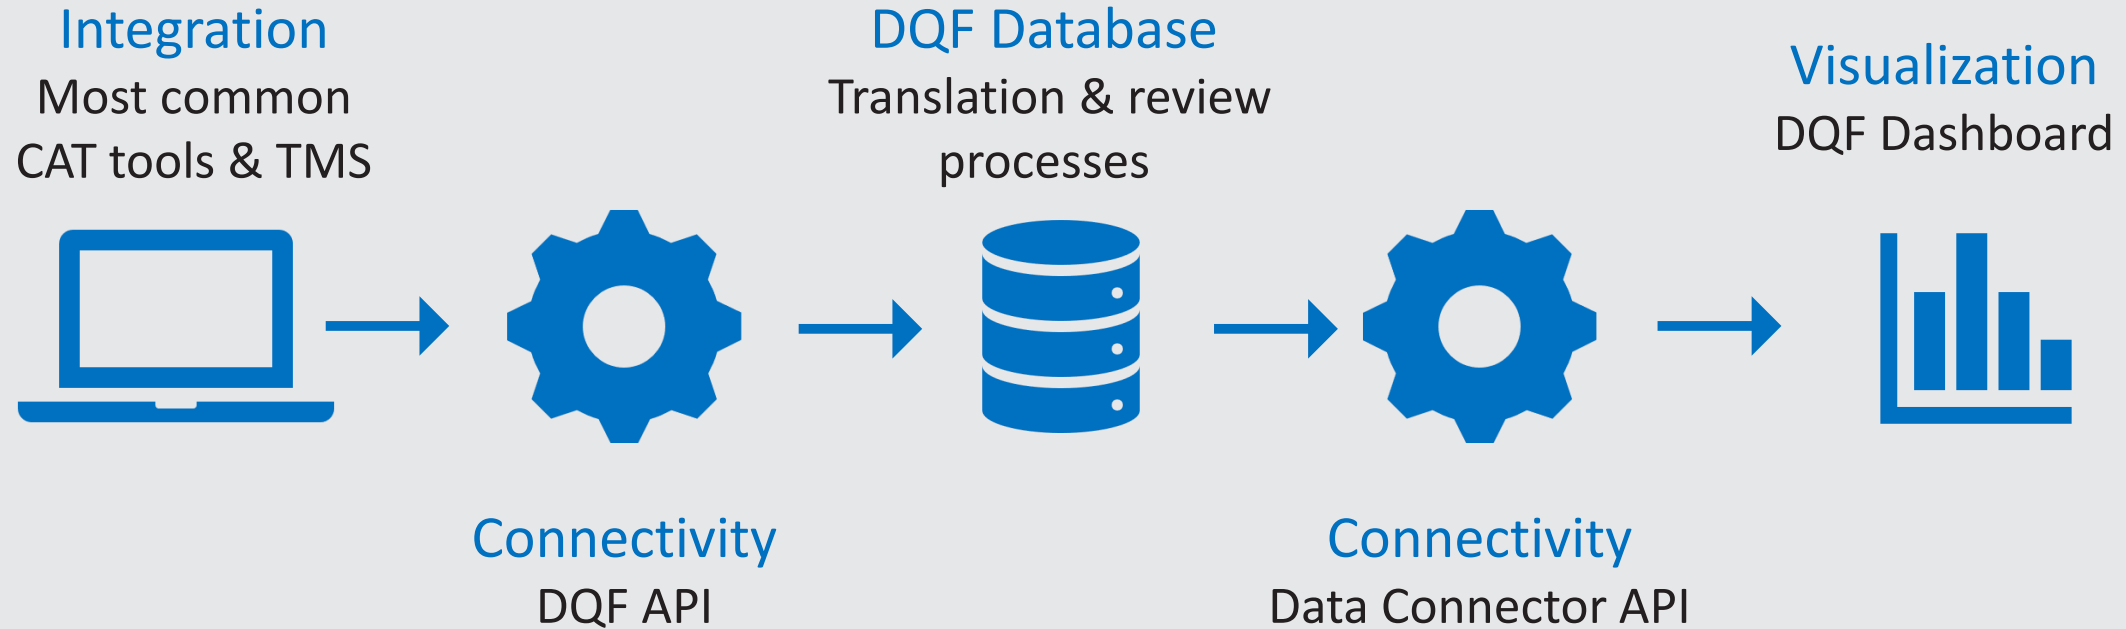 Integration
Most common
CAT tools & TMS
Connectivity
DQF API
DQF Database
Translation & review
processes
Connectivity
Data Connector API
Visualization
DQF Dashboard